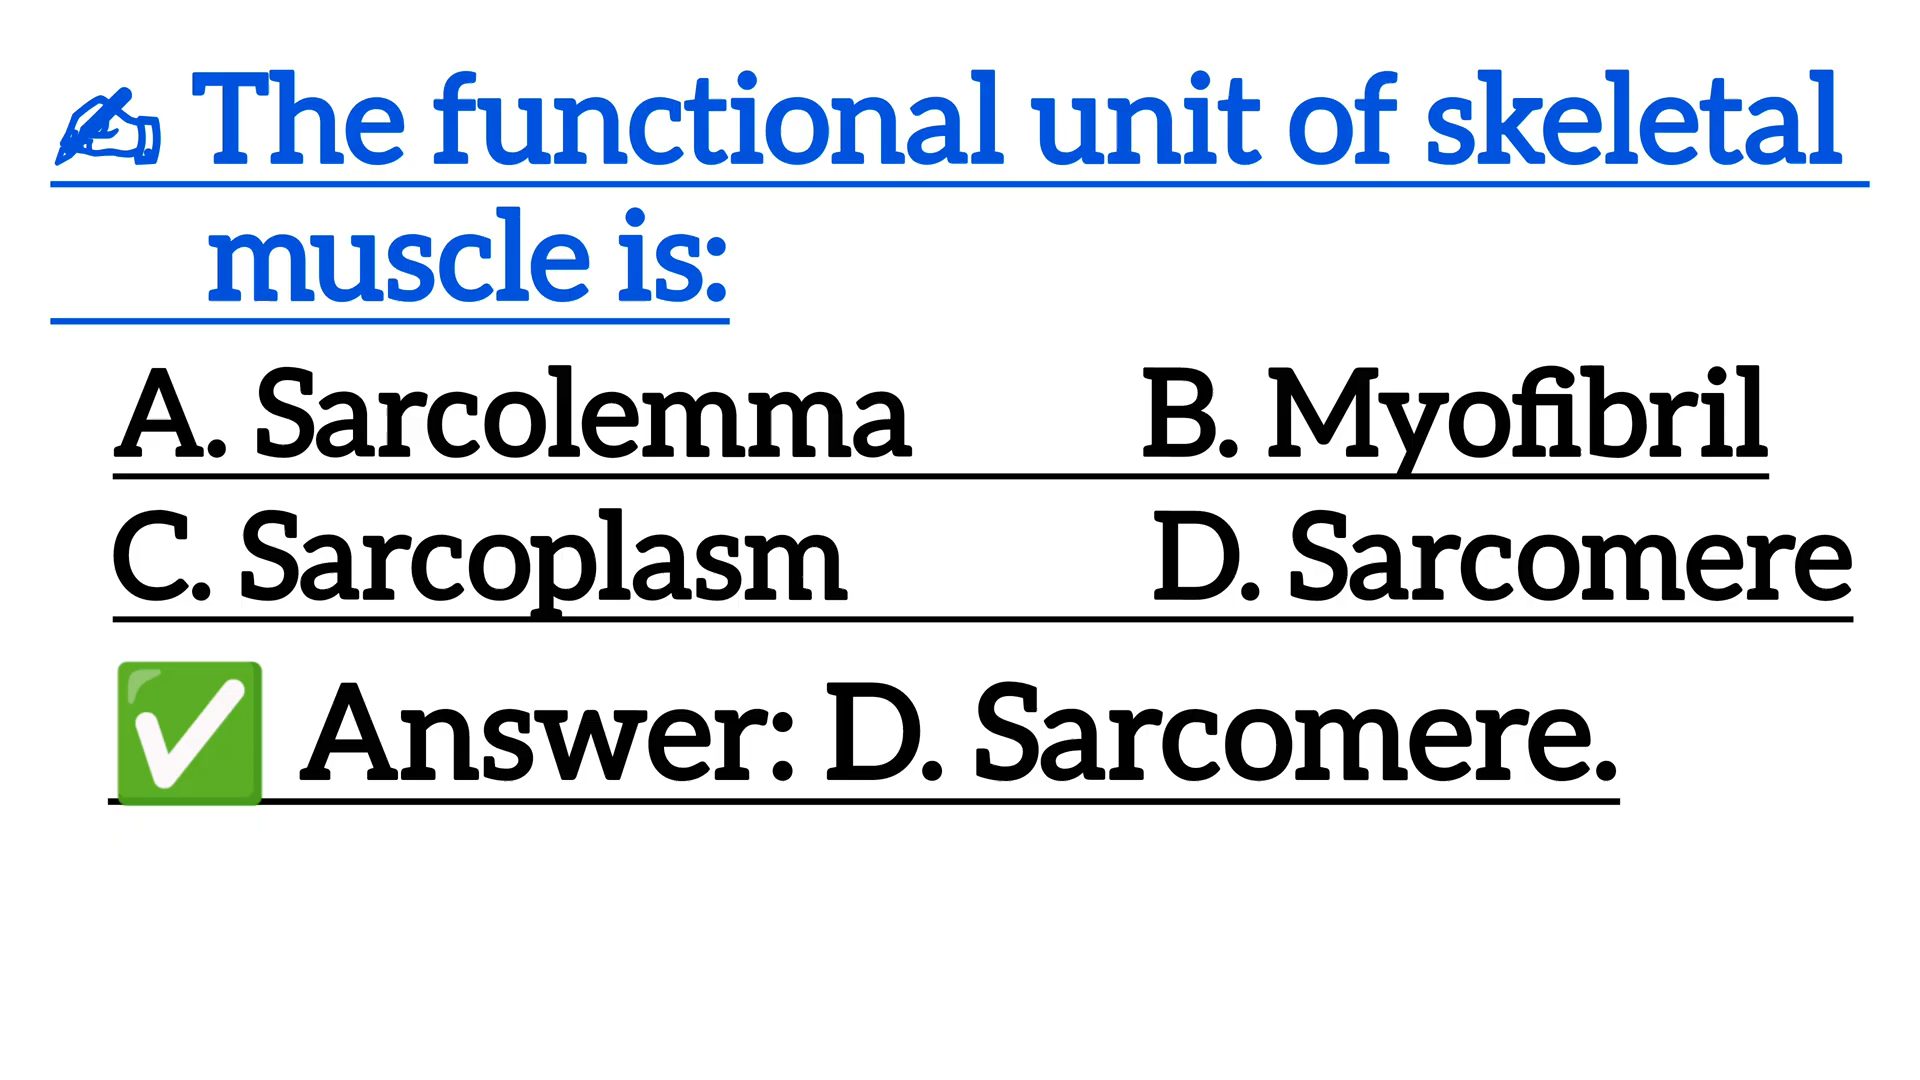 ✍ The functional unit of skeletal
muscle is:
A. Sarcolemma B. Myofibril
C. Sarcoplasm D. Sarcomere
✅ Answer: D. Sarcomere.